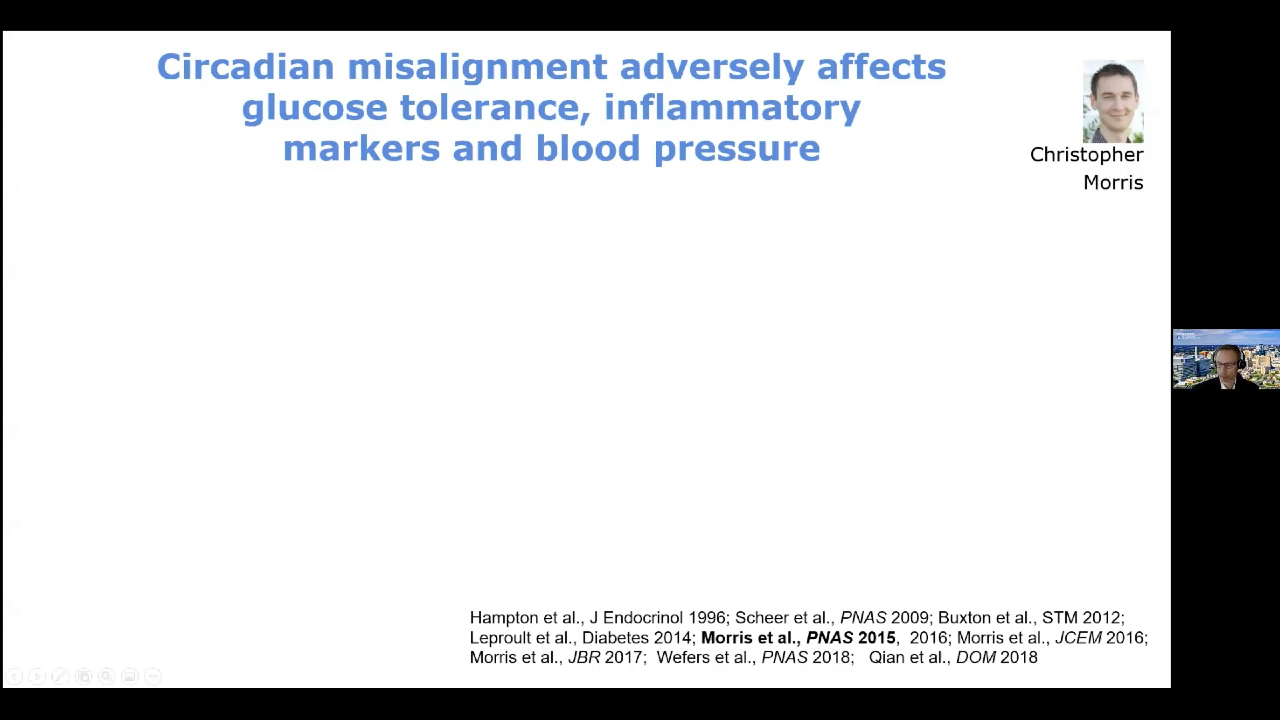 Circadian misalignment adversely affects
glucose tolerance, inflammatory
markers and blood pressure
Christopher
Morris
Hampton et al., J Endocrinol 1996; Scheer et al., PNAS 2009; Buxton et al., STM 2012;
Leproult et al., Diabetes 2014; Morris et al., PNAS 2015, 2016; Morris et al., JCEM 2016;
Morris et al., JBR 2017; Wefers et al., PNAS 2018; Qian et al., DOM 2018